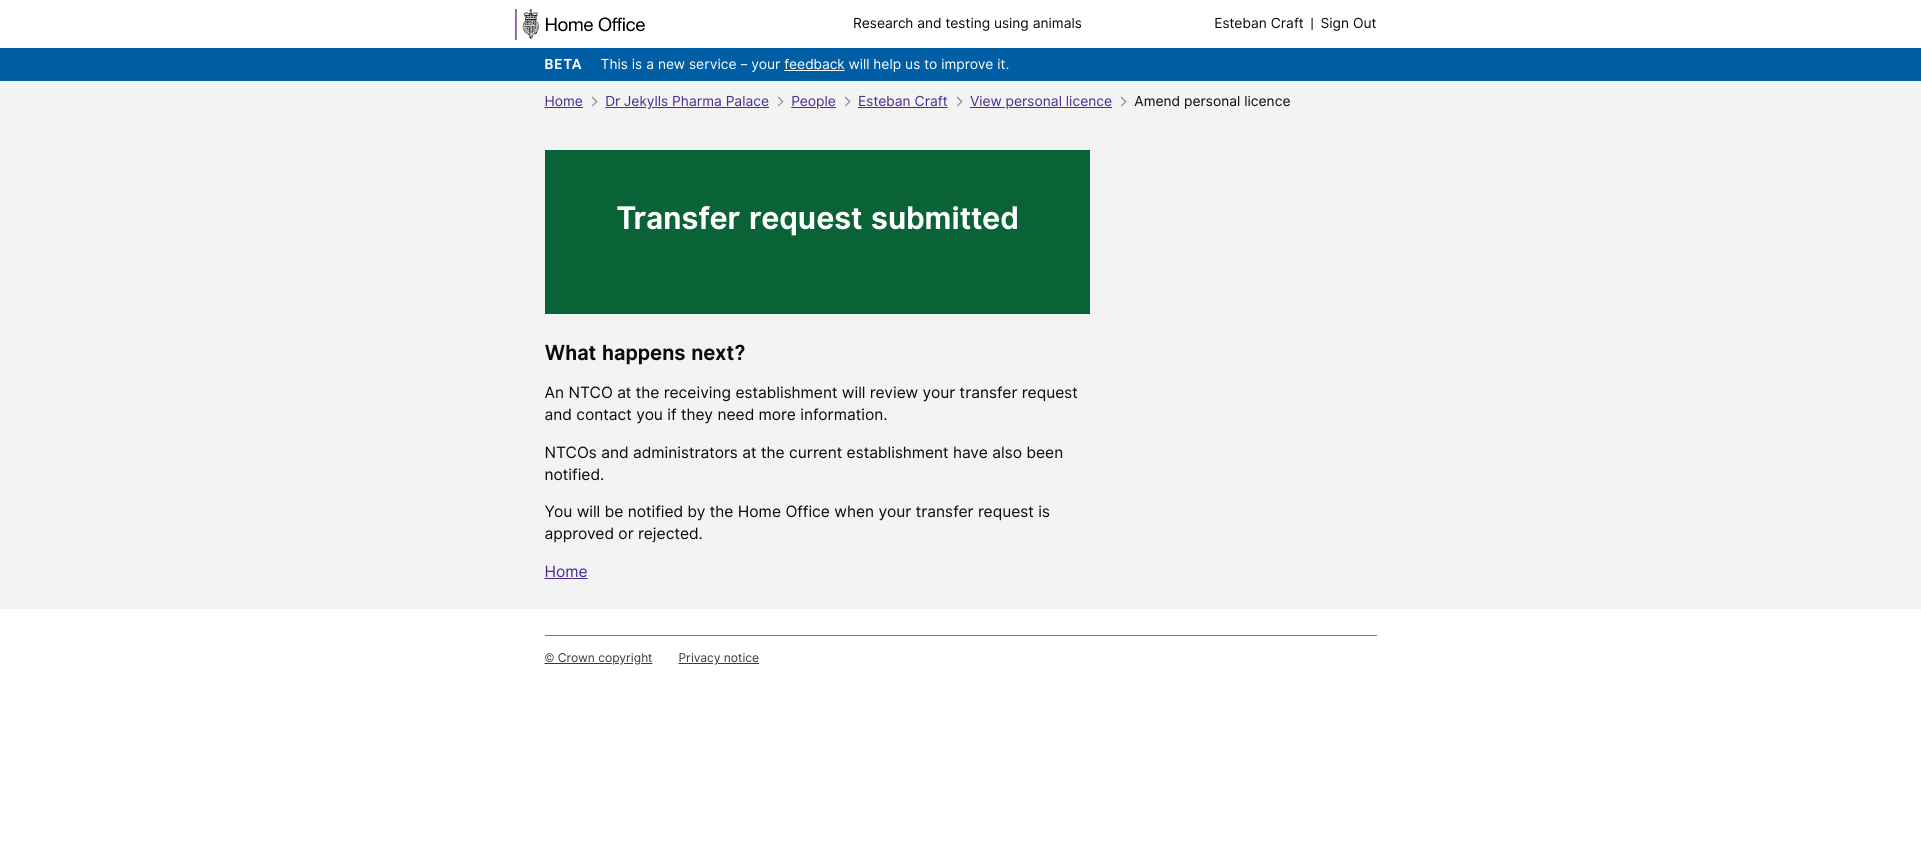 Home Office
Research and testing using animals
Esteban Craft | Sign Out
BETA This is a new service – your feedback will help us to improve it.
Home > Dr Jekylls Pharma Palace > People > Esteban Craft > View personal licence > Amend personal licence
Transfer request submitted
What happens next?
An NTCO at the receiving establishment will review your transfer request
and contact you if they need more information.
NTCOs and administrators at the current establishment have also been
notified.
You will be notified by the Home Office when your transfer request is
approved or rejected.
Home
© Crown copyright Privacy notice